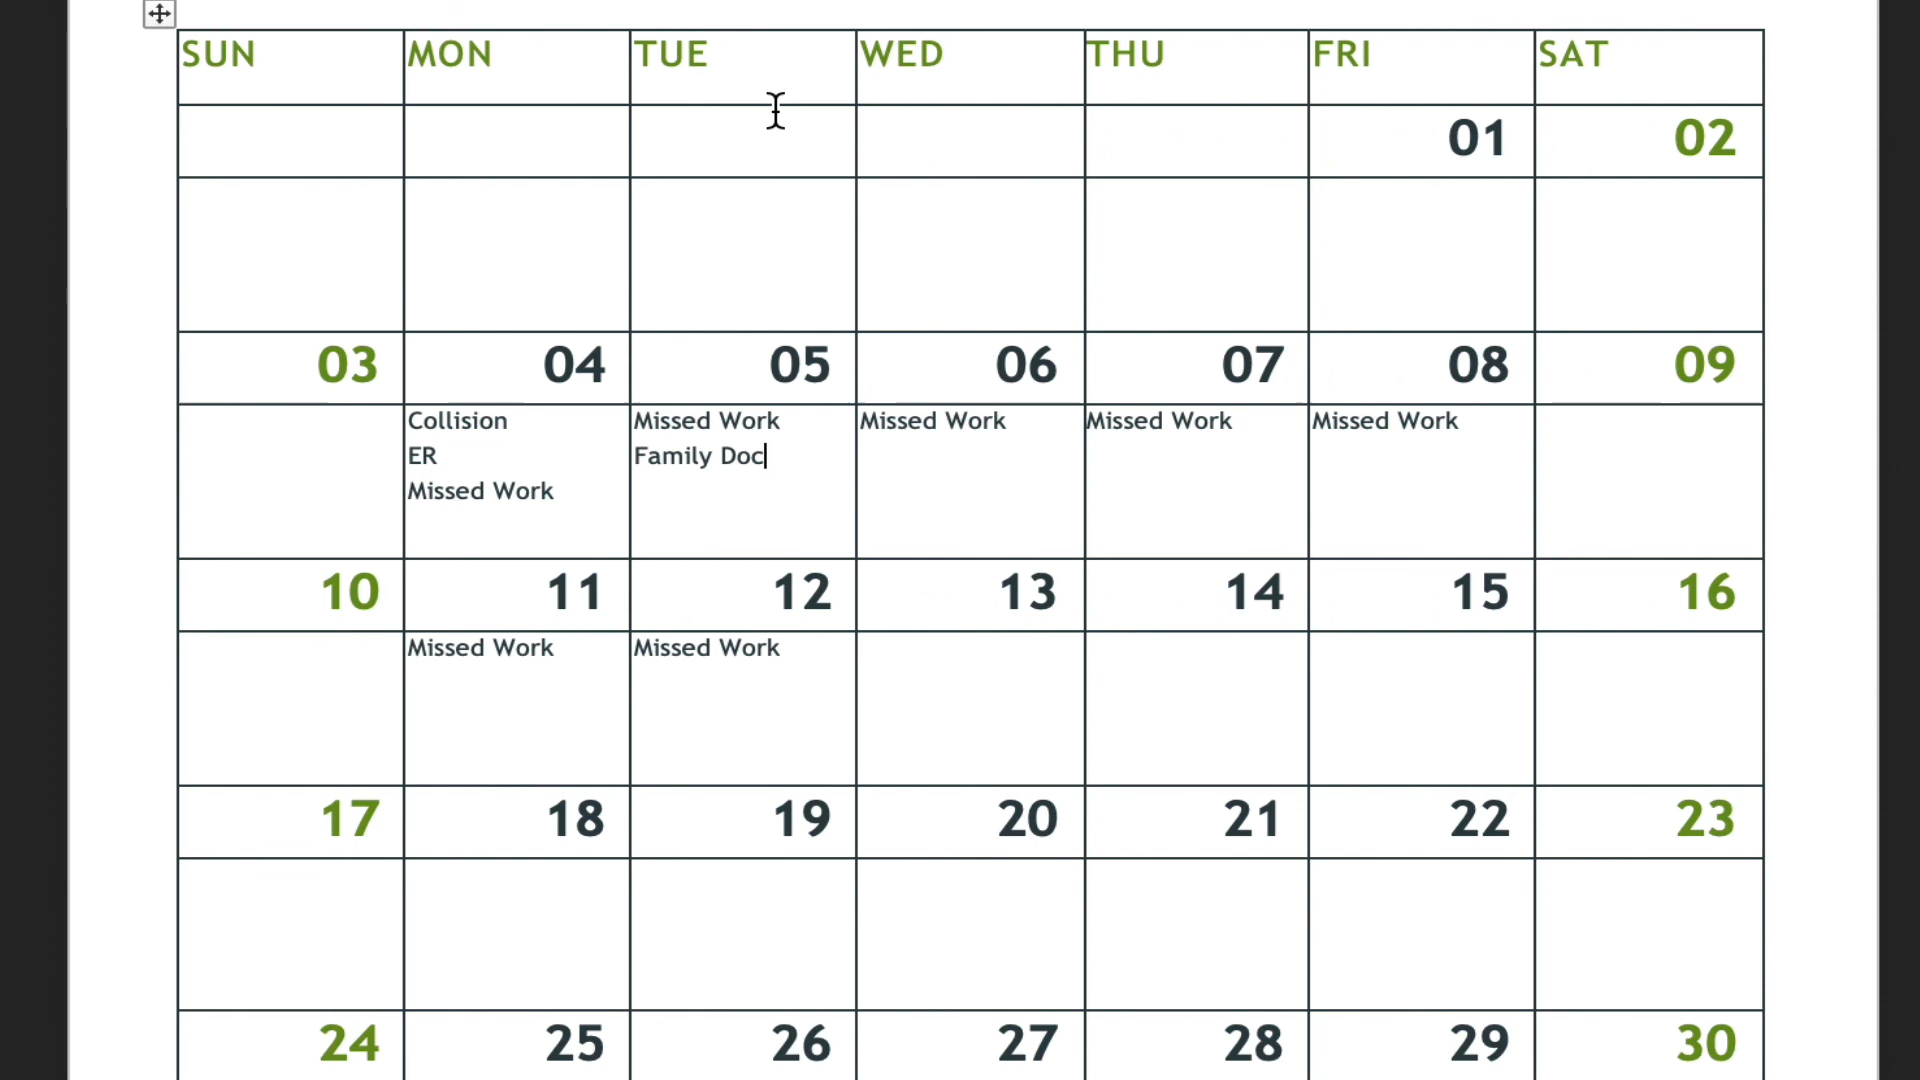 SUN MON TUE WED THU FRI SAT
01 02
03 04 05 06 07 08 09
Collision
ER
Missed Work
Missed Work
Family Doc
Missed Work
Missed Work
Missed Work
10 11 12 13 14 15 16
Missed Work
Missed Work
17 18 19 20 21 22 23
24 25 26 27 28 29 30